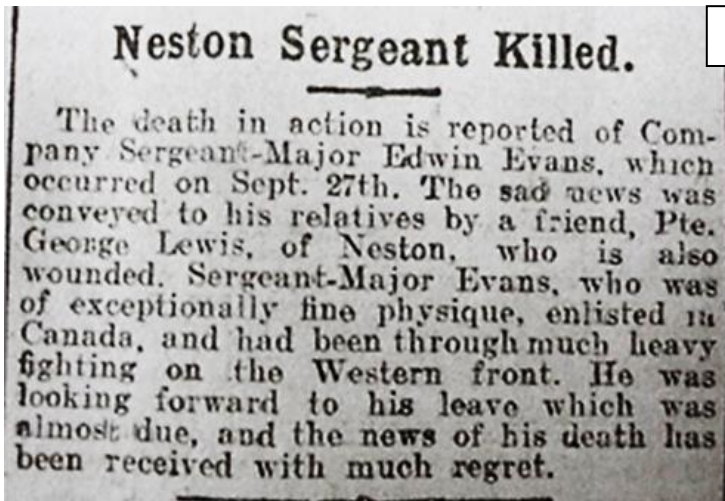 Neston Sergeant Killed.
The death in action is reported of Com-
pany Sergeant-Major Edwin Evans, which
occurred on Sept. 27th. The sad news was
conveyed to his relatives by a friend, Pte.
George Lewis, of Neston, who is also
wounded. Sergeant-Major Evans, who was
of exceptionally fine physique, enlisted in
Canada, and had been through much heavy
fighting on the Western front. He was
looking forward to his leave which was
almost due, and the news of his death has
been received with much regret.